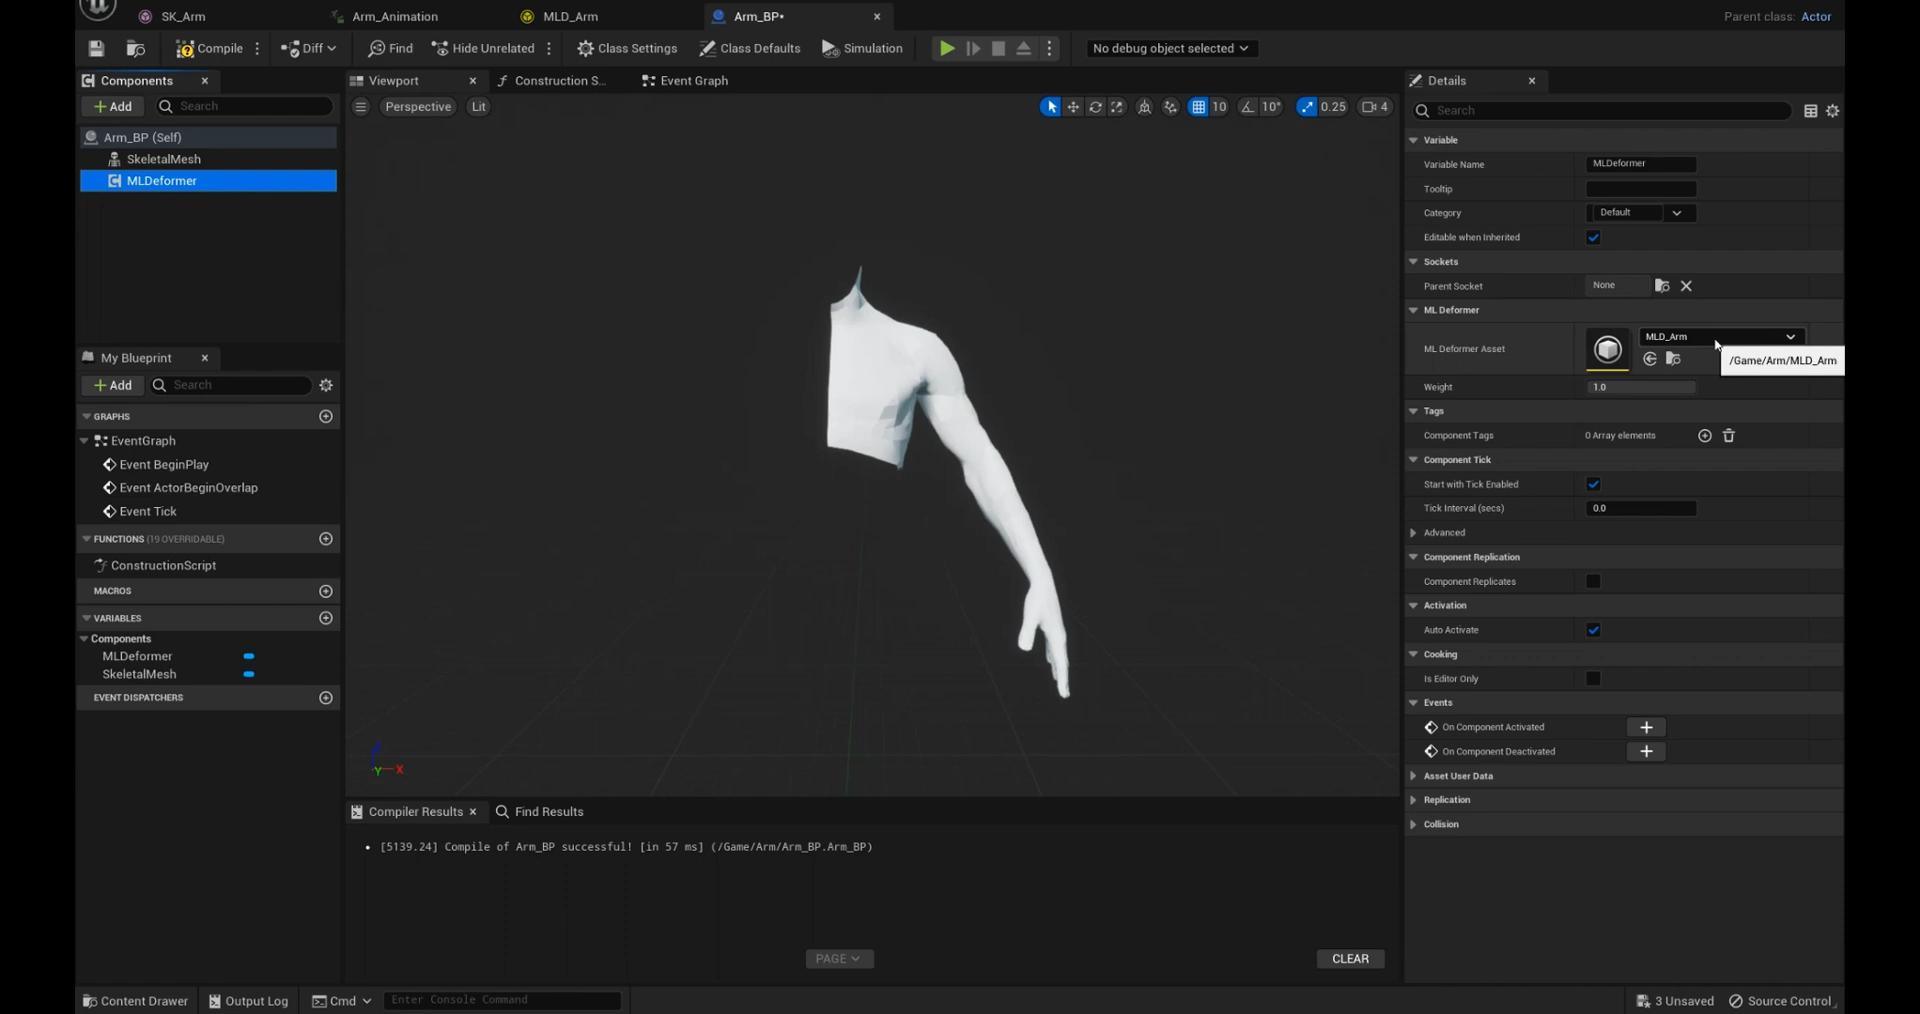 SK_Arm
Arm_Animation
MLD_Arm
Arm_BP•
Parent class: Actor
Compile
Diff
Find
Hide Unrelated
Class Settings
Class Defaults
Simulation
No debug object selected
Components
Add
Search
Arm_BP (Self)
SkeletalMesh
MLDeformer
My Blueprint
Add
Search
GRAPHS
EventGraph
Event BeginPlay
Event ActorBeginOverlap
Event Tick
FUNCTIONS (19 OVERRIDABLE)
ConstructionScript
MACROS
VARIABLES
Components
MLDeformer
SkeletalMesh
EVENT DISPATCHERS
Viewport
Construction S...
Event Graph
Perspective
Lit
10
10°
0.25
4
Z
Y
X
Compiler Results
Find Results
[5139.24] Compile of Arm_BP successful! [in 57 ms] (/Game/Arm/Arm_BP.Arm_BP)
PAGE
CLEAR
Details
Search
Variable
Variable Name MLDeformer
Tooltip
Category Default
Editable when Inherited
Sockets
Parent Socket None
ML Deformer
ML Deformer Asset MLD_Arm
/Game/Arm/MLD_Arm
Weight 1.0
Tags
Component Tags 0 Array elements
Component Tick
Start with Tick Enabled
Tick Interval (secs) 0.0
Advanced
Component Replication
Component Replicates
Activation
Auto Activate
Cooking
Is Editor Only
Events
On Component Activated
On Component Deactivated
Asset User Data
Replication
Collision
Content Drawer
Output Log
Cmd
Enter Console Command
3 Unsaved
Source Control